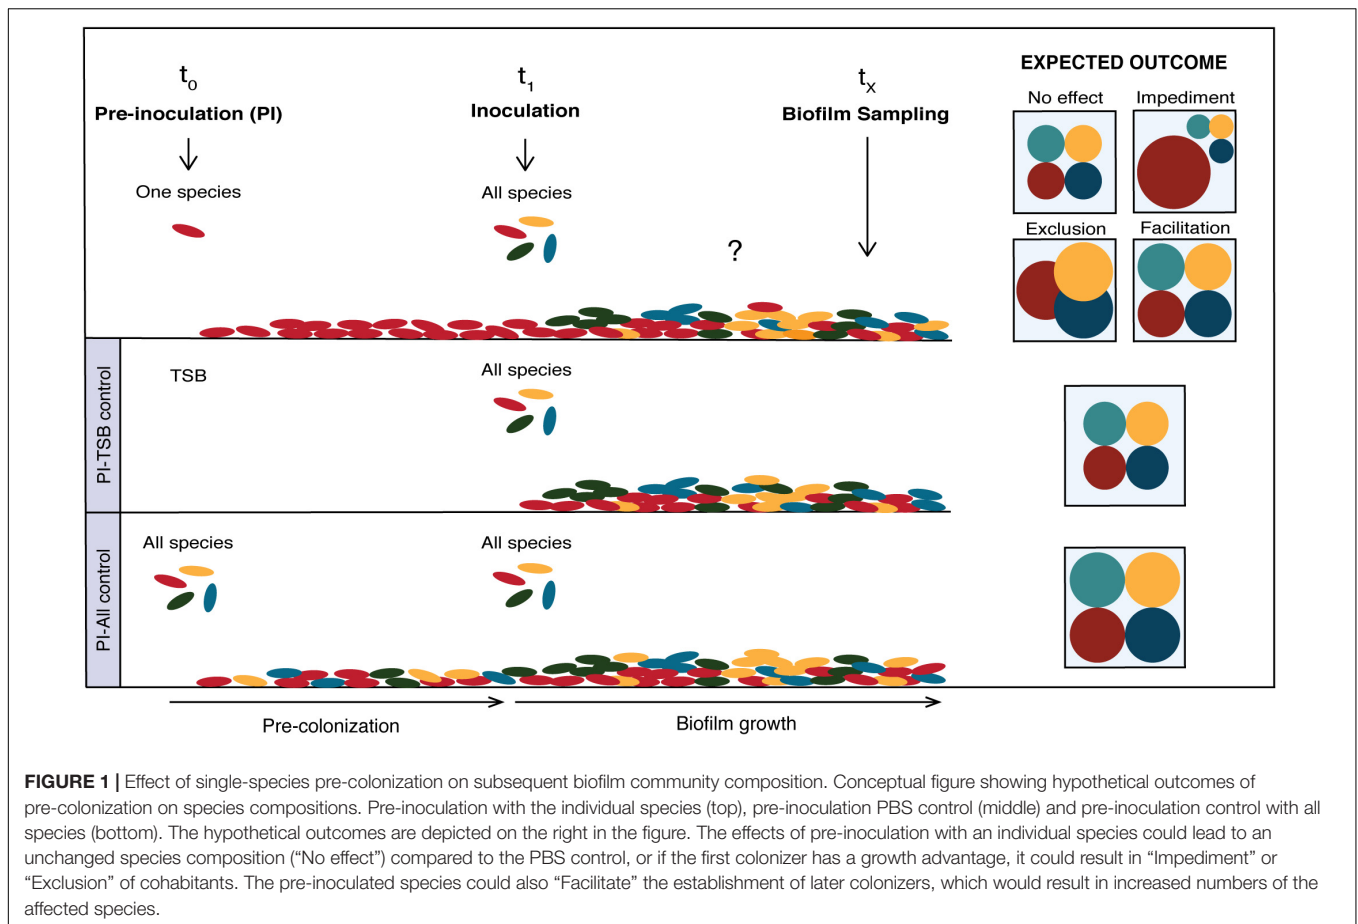 t0
Pre-inoculation (PI)
One species
t1
Inoculation
All species
?
tX
Biofilm Sampling
EXPECTED OUTCOME
No effect
Impediment
Exclusion
Facilitation
PI-TSB control
TSB
All species
PI-All control
All species
All species
Pre-colonization
Biofilm growth
FIGURE 1 | Effect of single-species pre-colonization on subsequent biofilm community composition. Conceptual figure showing hypothetical outcomes of
pre-colonization on species compositions. Pre-inoculation with the individual species (top), pre-inoculation PBS control (middle) and pre-inoculation control with all
species (bottom). The hypothetical outcomes are depicted on the right in the figure. The effects of pre-inoculation with an individual species could lead to an
unchanged species composition (“No effect”) compared to the PBS control, or if the first colonizer has a growth advantage, it could result in “Impediment” or
“Exclusion” of cohabitants. The pre-inoculated species could also “Facilitate” the establishment of later colonizers, which would result in increased numbers of the
affected species.